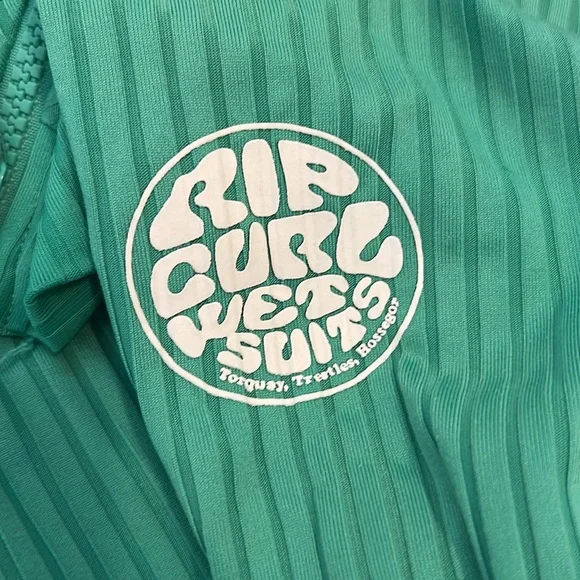 RIP
CURL
WETS
SUITS
Torquay, Trestles, Hossegor